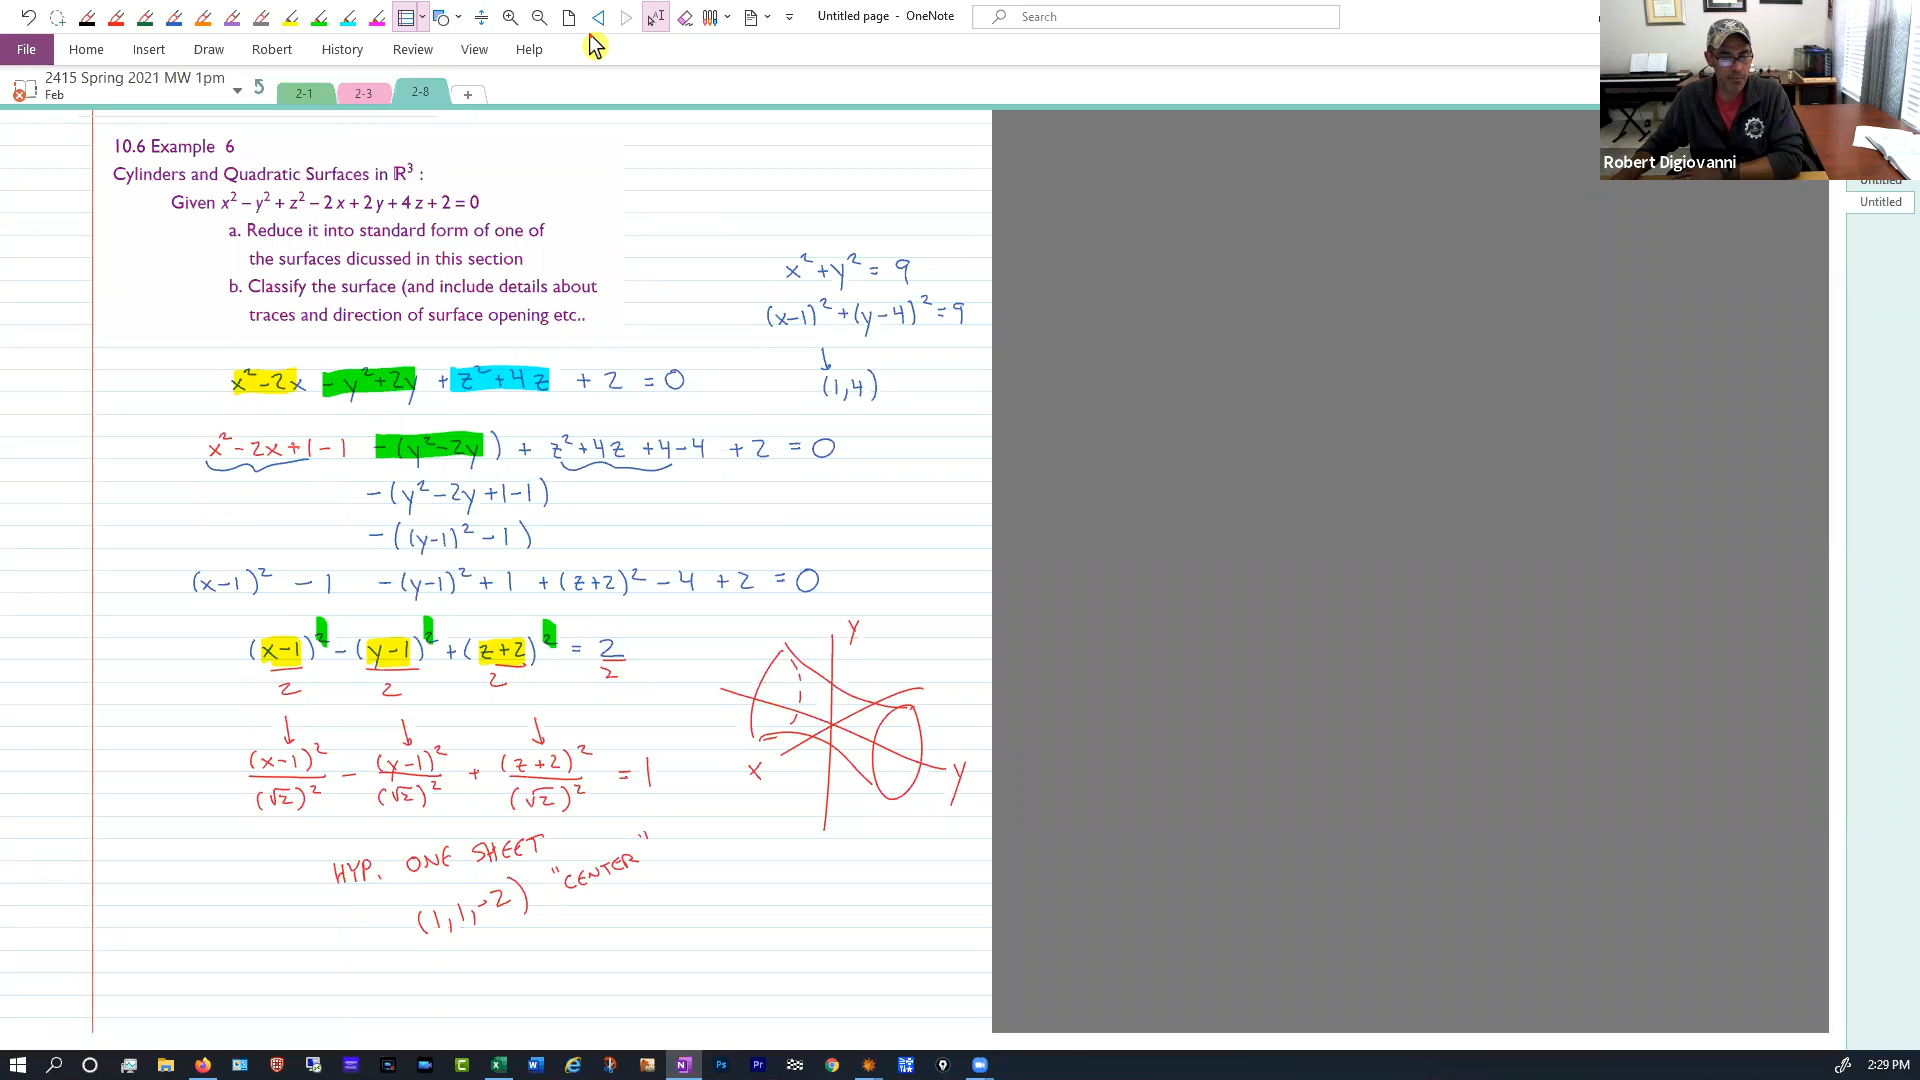 Untitled page - OneNote
Search
File Home Insert Draw Robert History Review View Help
2415 Spring 2021 MW 1pm
Feb
2-1 2-3 2-8 +
Robert Digiovanni
Untitled
Untitled
10.6 Example 6
Cylinders and Quadratic Surfaces in ℝ³ :
Given x² − y² + z² − 2 x + 2 y + 4 z + 2 = 0
a. Reduce it into standard form of one of
the surfaces dicussed in this section
b. Classify the surface (and include details about
traces and direction of surface opening etc..
x² + y² = 9
(x−1)² + (y−4)² = 9
↓
(1,4)
x² − 2x − y² + 2y + z² + 4z + 2 = 0
x² − 2x + 1 − 1 − (y² − 2y) + z² + 4z + 4 − 4 + 2 = 0
− (y² − 2y + 1 − 1)
− ((y−1)² − 1)
(x−1)² − 1 − (y−1)² + 1 + (z+2)² − 4 + 2 = 0
(x−1)² − (y−1)² + (z+2)² = 2
2 2 2 2
↓ ↓ ↓
(x−1)² − (y−1)² + (z+2)² = 1
(√2)² (√2)² (√2)²
y
x
y
HYP. ONE SHEET
(1,1,−2) "CENTER"
2:29 PM